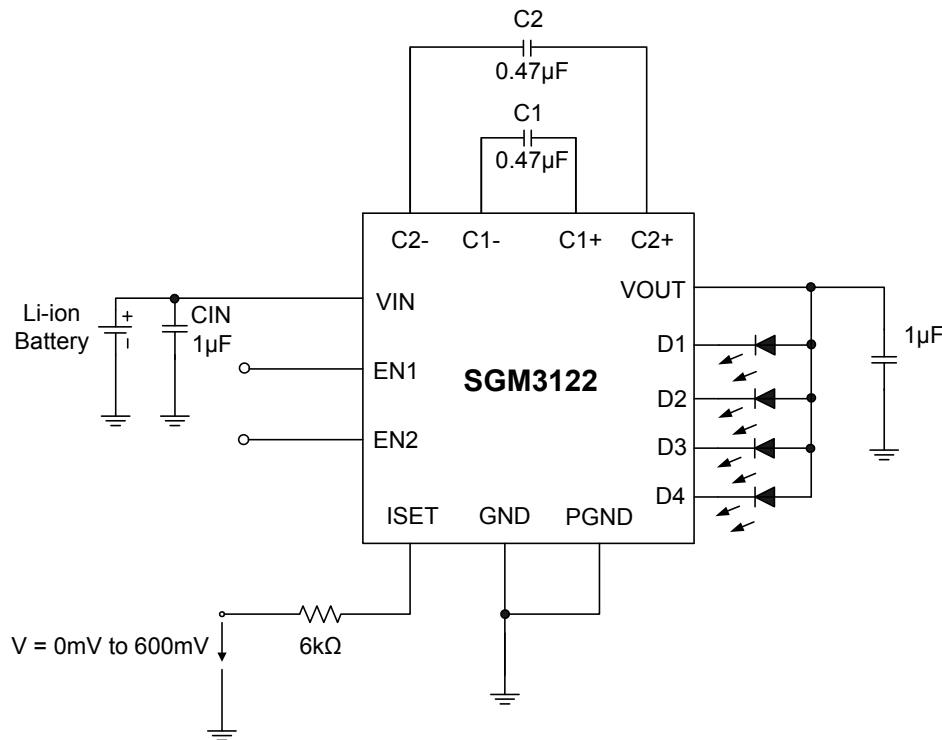 C2
0.47µF
C1
0.47µF
C2-
C1-
C1+
C2+
VIN
VOUT
Li-ion
Battery
+
–
CIN
1µF
1µF
EN1
EN2
SGM3122
D1
D2
D3
D4
ISET
GND
PGND
V = 0mV to 600mV
6kΩ